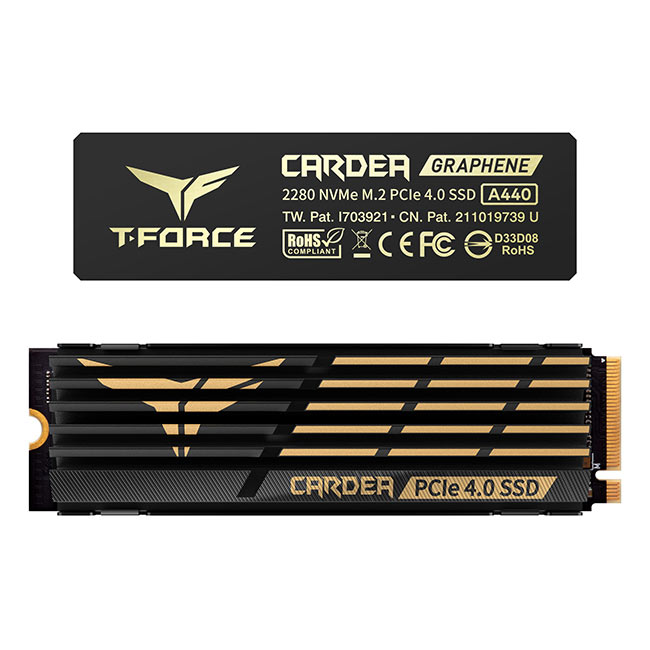 T-FORCE
CARDEA GRAPHENE
2280 NVMe M.2 PCIe 4.0 SSD A440
TW. Pat. I703921・CN. Pat. 211019739 U
RoHS COMPLIANT CE FC D33D08 RoHS
CARDEA PCIe 4.0 SSD
M